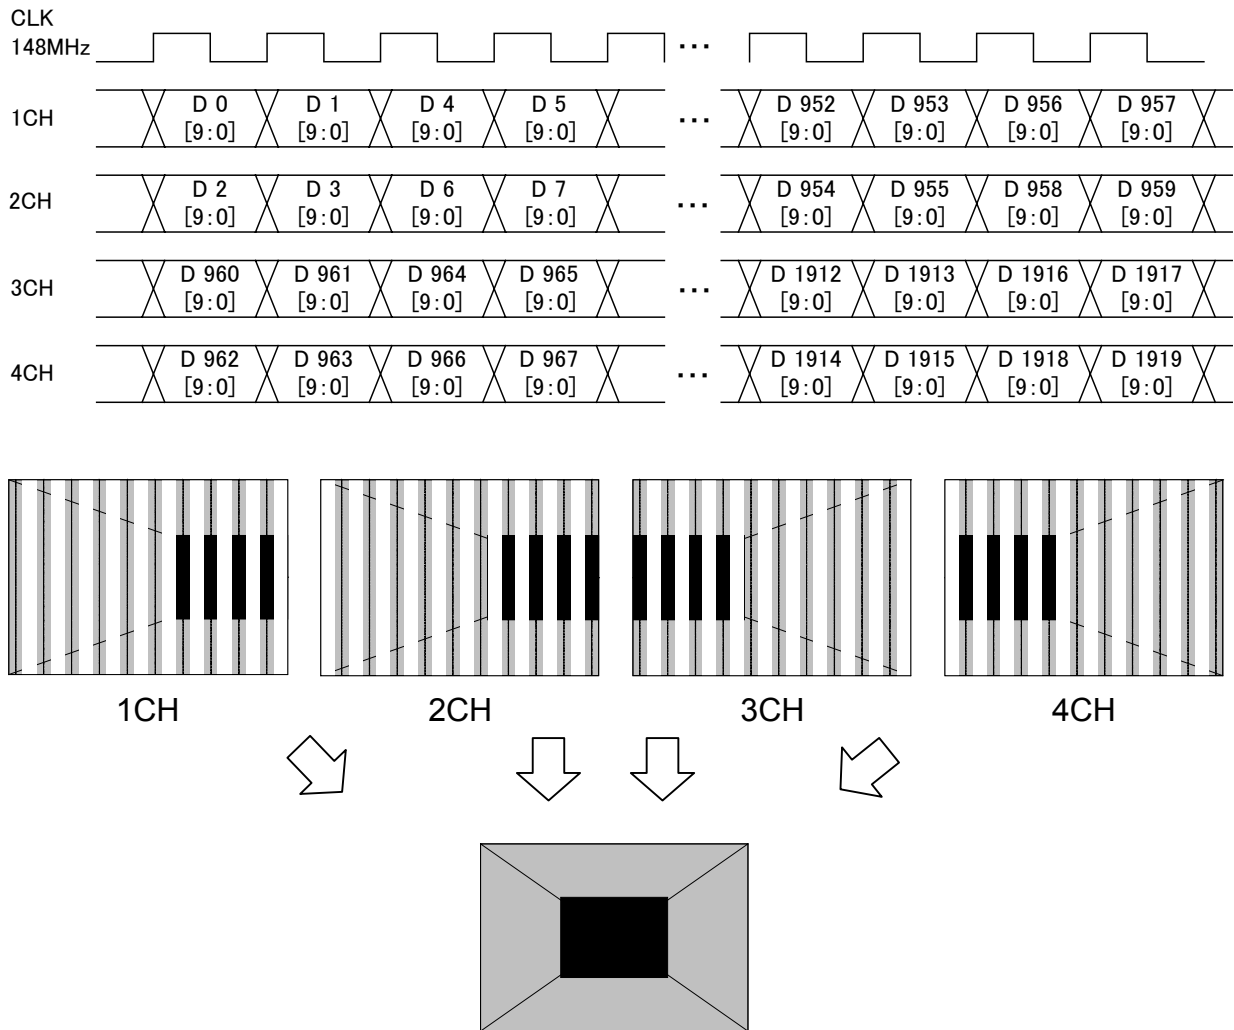 CLK
148MHz
...
1CH
D 0 D 1 D 4 D 5 ... D 952 D 953 D 956 D 957
[9:0] [9:0] [9:0] [9:0] [9:0] [9:0] [9:0] [9:0]
2CH
D 2 D 3 D 6 D 7 ... D 954 D 955 D 958 D 959
[9:0] [9:0] [9:0] [9:0] [9:0] [9:0] [9:0] [9:0]
3CH
D 960 D 961 D 964 D 965 ... D 1912 D 1913 D 1916 D 1917
[9:0] [9:0] [9:0] [9:0] [9:0] [9:0] [9:0] [9:0]
4CH
D 962 D 963 D 966 D 967 ... D 1914 D 1915 D 1918 D 1919
[9:0] [9:0] [9:0] [9:0] [9:0] [9:0] [9:0] [9:0]
1CH 2CH 3CH 4CH